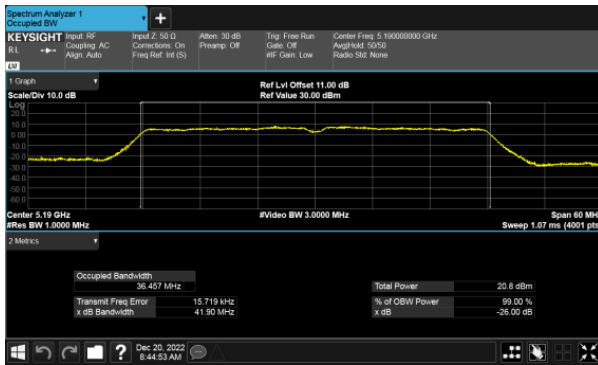 Spectrum Analyzer 1
Occupied BW
+
KEYSIGHT
RL
Input: RF
Coupling: AC
Align: Auto
Input Z: 50 Ω
Corrections: On
Freq Ref: Int (S)
Atten: 30 dB
Preamp: Off
Trig: Free Run
Gate: Off
#IF Gain: Low
Center Freq: 5.190000000 GHz
Avg|Hold: 50/50
Radio Std: None
1 Graph
Scale/Div 10.0 dB
Ref Lvl Offset 11.00 dB
Ref Value 30.00 dBm
Log
20.0
10.0
0.00
-10.0
-20.0
-30.0
-40.0
-50.0
-60.0
Center 5.19 GHz
#Res BW 1.0000 MHz
#Video BW 3.0000 MHz
Span 60 MH
Sweep 1.07 ms (4001 pts
2 Metrics
Occupied Bandwidth
36.457 MHz
Total Power 20.8 dBm
Transmit Freq Error 15.719 kHz
% of OBW Power 99.00 %
x dB Bandwidth 41.90 MHz
x dB -26.00 dB
?
Dec 20, 2022
8:44:53 AM